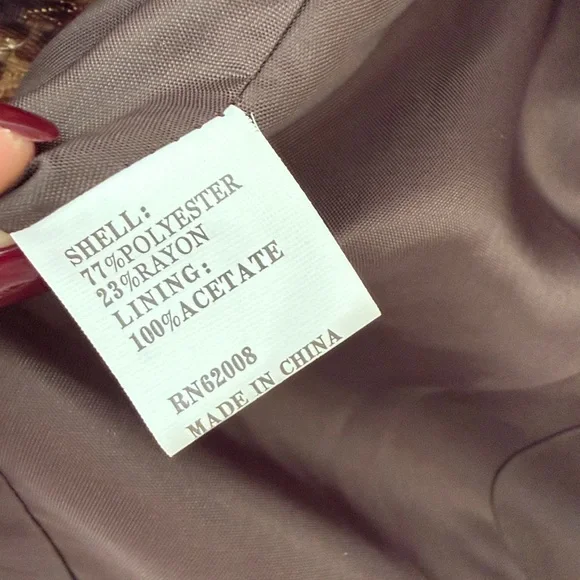 SHELL:
77%POLYESTER
23%RAYON
LINING:
100%ACETATE
RN62008
MADE IN CHINA